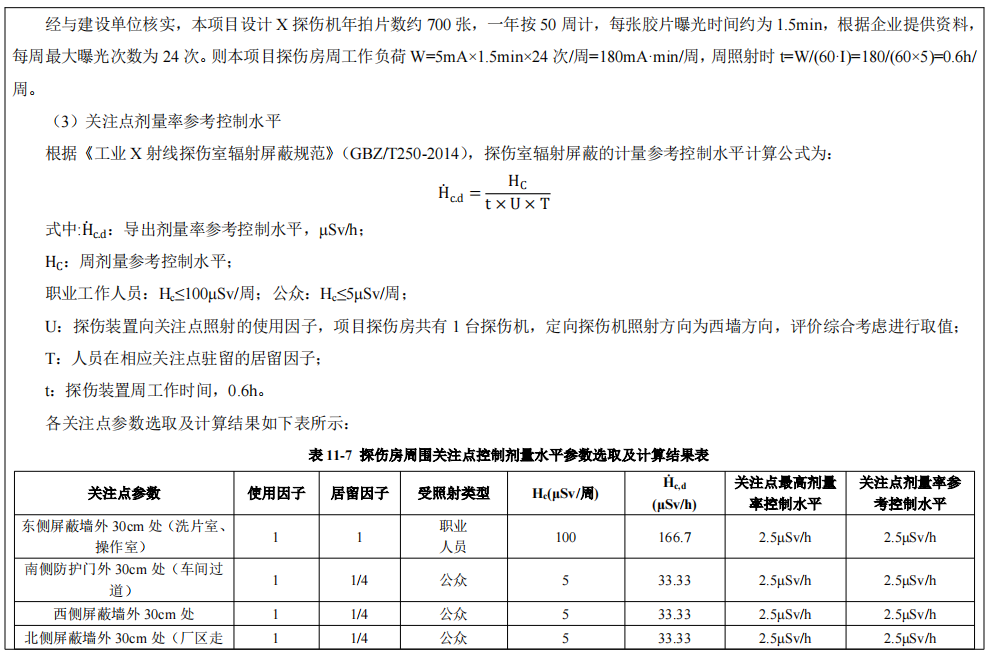 经与建设单位核实，本项目设计 X 探伤机年拍片数约 700 张，一年按 50 周计，每张胶片曝光时间约为 1.5min，根据企业提供资料，
每周最大曝光次数为 24 次。则本项目探伤房周工作负荷 W=5mA×1.5min×24 次/周=180mA·min/周，周照射时 t=W/(60·I)=180/(60×5)=0.6h/
周。
（3）关注点剂量率参考控制水平
根据《工业 X 射线探伤室辐射屏蔽规范》（GBZ/T250-2014），探伤室辐射屏蔽的计量参考控制水平计算公式为：
Ḣc.d = HC / (t × U × T)
式中:Ḣc.d：导出剂量率参考控制水平，μSv/h；
HC：周剂量参考控制水平；
职业工作人员：Hc≤100μSv/周；公众：Hc≤5μSv/周；
U：探伤装置向关注点照射的使用因子，项目探伤房共有 1 台探伤机，定向探伤机照射方向为西墙方向，评价综合考虑进行取值；
T：人员在相应关注点驻留的居留因子；
t：探伤装置周工作时间，0.6h。
各关注点参数选取及计算结果如下表所示：
表 11-7 探伤房周围关注点控制剂量水平参数选取及计算结果表
关注点参数 使用因子 居留因子 受照射类型 Hc(μSv/周) Ḣc,d (μSv/h) 关注点最高剂量率控制水平 关注点剂量率参考控制水平
东侧屏蔽墙外 30cm 处（洗片室、操作室） 1 1 职业人员 100 166.7 2.5μSv/h 2.5μSv/h
南侧防护门外 30cm 处（车间过道） 1 1/4 公众 5 33.33 2.5μSv/h 2.5μSv/h
西侧屏蔽墙外 30cm 处 1 1/4 公众 5 33.33 2.5μSv/h 2.5μSv/h
北侧屏蔽墙外 30cm 处（厂区走 1 1/4 公众 5 33.33 2.5μSv/h 2.5μSv/h